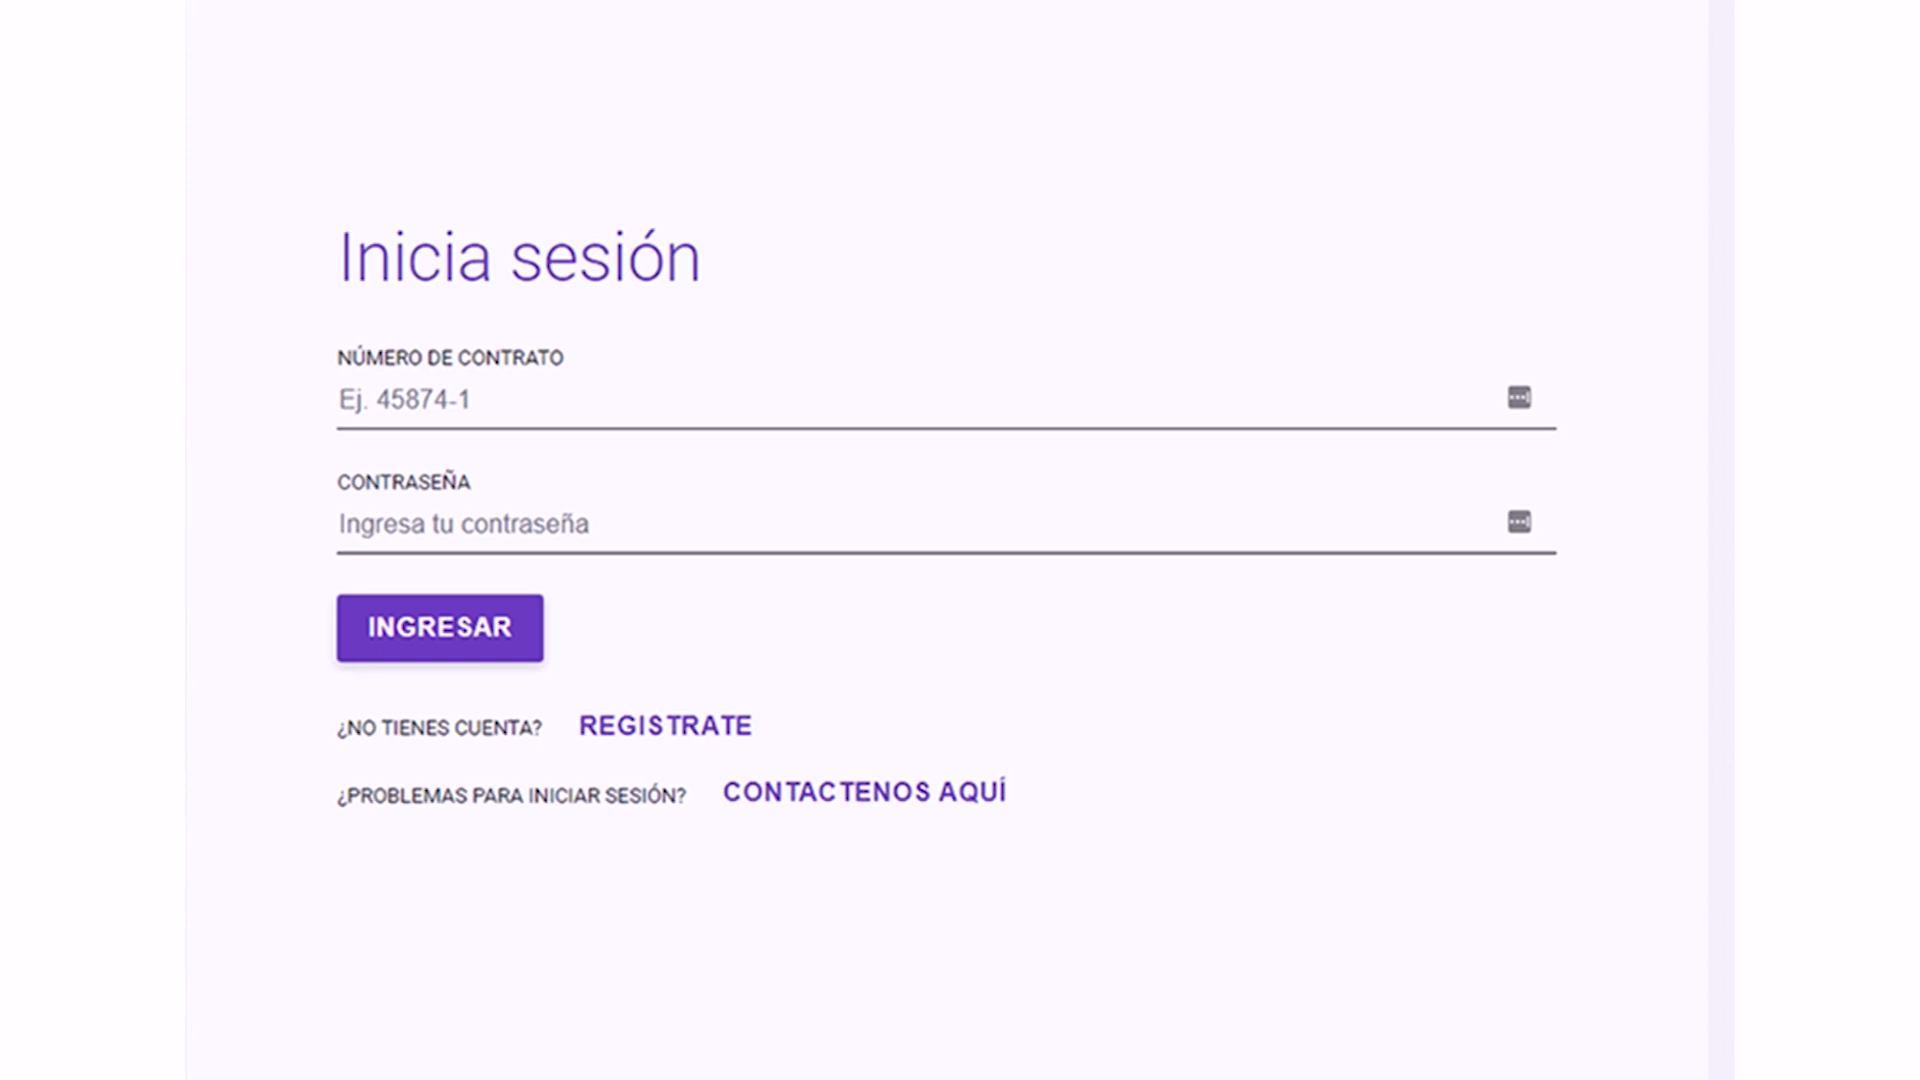 Inicia sesión
NÚMERO DE CONTRATO
Ej. 45874-1
CONTRASEÑA
Ingresa tu contraseña
INGRESAR
¿NO TIENES CUENTA? REGISTRATE
¿PROBLEMAS PARA INICIAR SESIÓN? CONTACTENOS AQUÍ